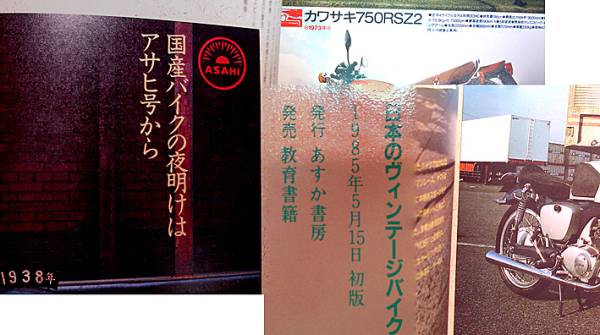 国産バイクの夜明けは
アサヒ号から
ASAHI
1938年
カワサキ750RSZ2
●1973年●
日本のヴィンテージバイク
1985年5月15日 初版
発行 あすか書房
発売 教育書籍